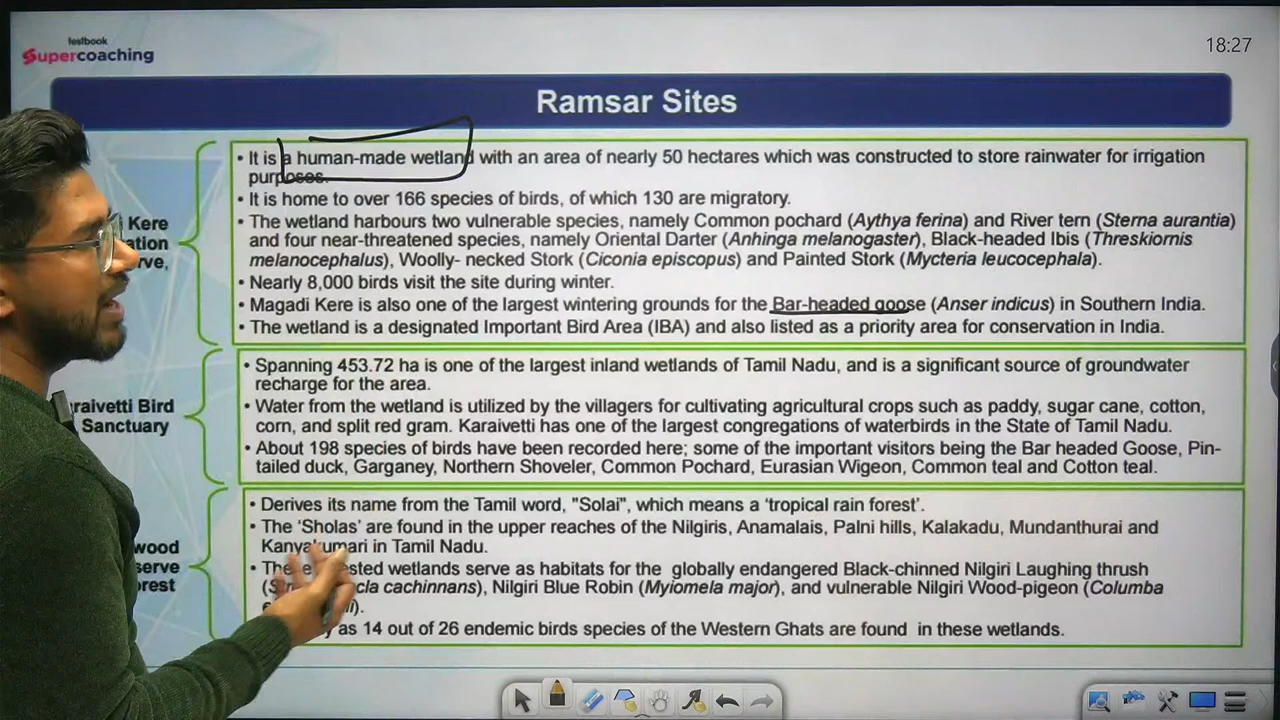 testbook
Supercoaching
18:27
Ramsar Sites
Kere
ation
rve,
• It is a human-made wetland with an area of nearly 50 hectares which was constructed to store rainwater for irrigation
purposes.
• It is home to over 166 species of birds, of which 130 are migratory.
• The wetland harbours two vulnerable species, namely Common pochard (Aythya ferina) and River tern (Sterna aurantia)
and four near-threatened species, namely Oriental Darter (Anhinga melanogaster), Black-headed Ibis (Threskiornis
melanocephalus), Woolly- necked Stork (Ciconia episcopus) and Painted Stork (Mycteria leucocephala).
• Nearly 8,000 birds visit the site during winter.
• Magadi Kere is also one of the largest wintering grounds for the Bar-headed goose (Anser indicus) in Southern India.
• The wetland is a designated Important Bird Area (IBA) and also listed as a priority area for conservation in India.
raivetti Bird
Sanctuary
• Spanning 453.72 ha is one of the largest inland wetlands of Tamil Nadu, and is a significant source of groundwater
recharge for the area.
• Water from the wetland is utilized by the villagers for cultivating agricultural crops such as paddy, sugar cane, cotton,
corn, and split red gram. Karaivetti has one of the largest congregations of waterbirds in the State of Tamil Nadu.
• About 198 species of birds have been recorded here; some of the important visitors being the Bar headed Goose, Pin-
tailed duck, Garganey, Northern Shoveler, Common Pochard, Eurasian Wigeon, Common teal and Cotton teal.
wood
serve
orest
• Derives its name from the Tamil word, "Solai", which means a ‘tropical rain forest’.
• The ‘Sholas’ are found in the upper reaches of the Nilgiris, Anamalais, Palni hills, Kalakadu, Mundanthurai and
Kanyakumari in Tamil Nadu.
• wetlands serve as habitats for the globally endangered Black-chinned Nilgiri Laughing thrush
cachinnans), Nilgiri Blue Robin (Myiomela major), and vulnerable Nilgiri Wood-pigeon (Columba
as 14 out of 26 endemic birds species of the Western Ghats are found in these wetlands.